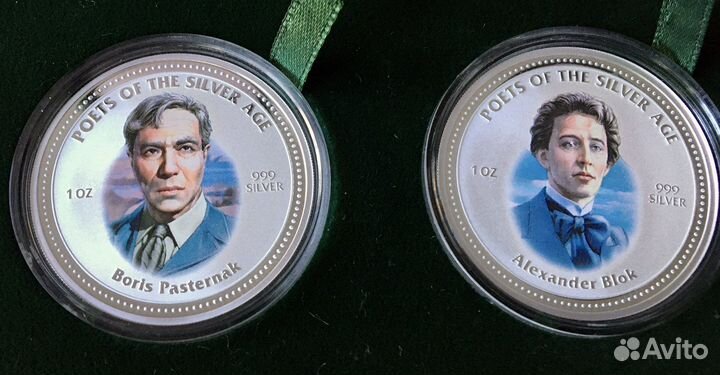 POETS OF THE SILVER AGE
1 OZ
999
SILVER
Boris Pasternak
POETS OF THE SILVER AGE
1 OZ
999
SILVER
Alexander Blok
Avito